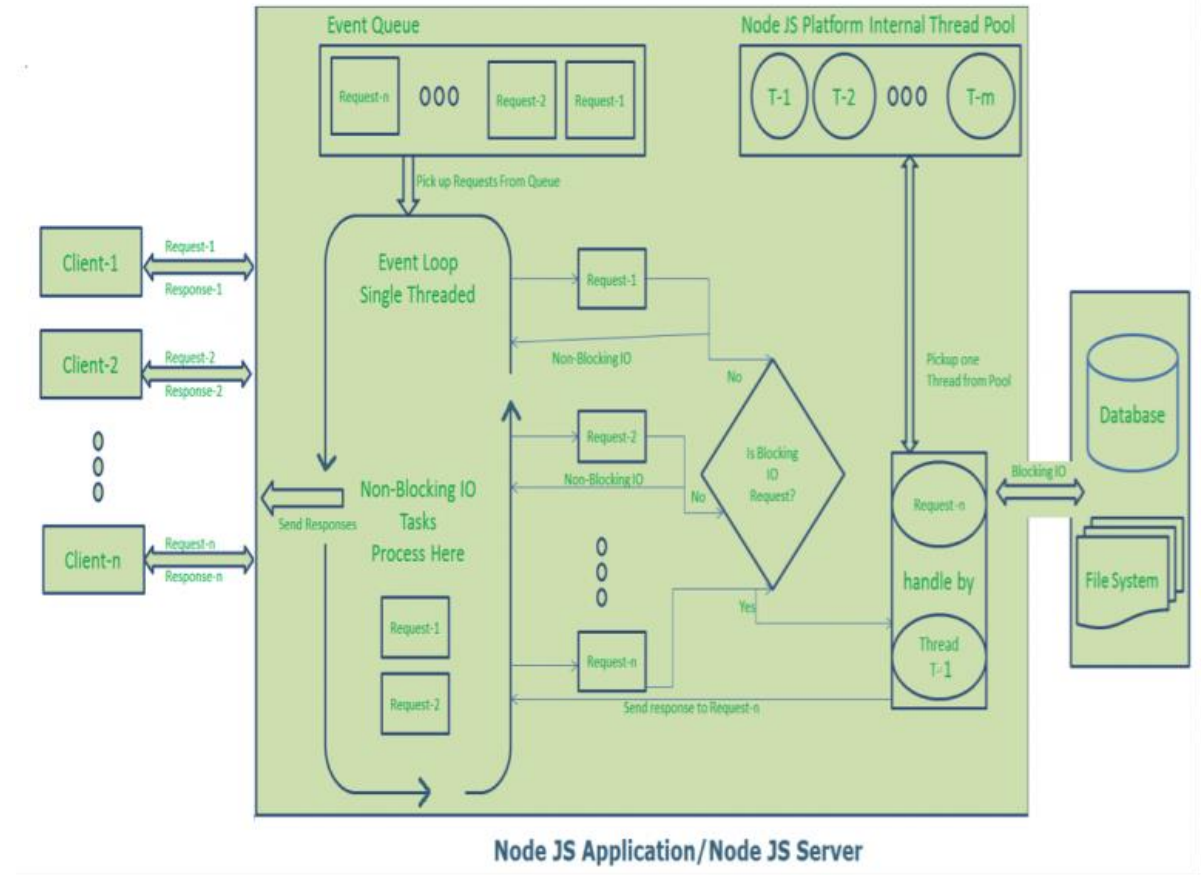 Event Queue
Node JS Platform Internal Thread Pool
Request-n
000
Request-2
Request-1
T-1
T-2
000
T-m
Pick up Requests From Queue
Client-1
Request-1
Response-1
Client-2
Request-2
Response-2
Client-n
Request-n
Response-n
Event Loop
Single Threaded
Request-1
Non-Blocking IO
No
Request-2
Non-Blocking IO
No
Is Blocking
IO
Request?
Pickup one
Thread from Pool
Database
Blocking IO
File System
Send Responses
Non-Blocking IO
Tasks
Process Here
Request-1
Request-2
Request-n
Yes
Request-n
handle by
Thread
T-1
Send response to Request-n
Node JS Application/Node JS Server